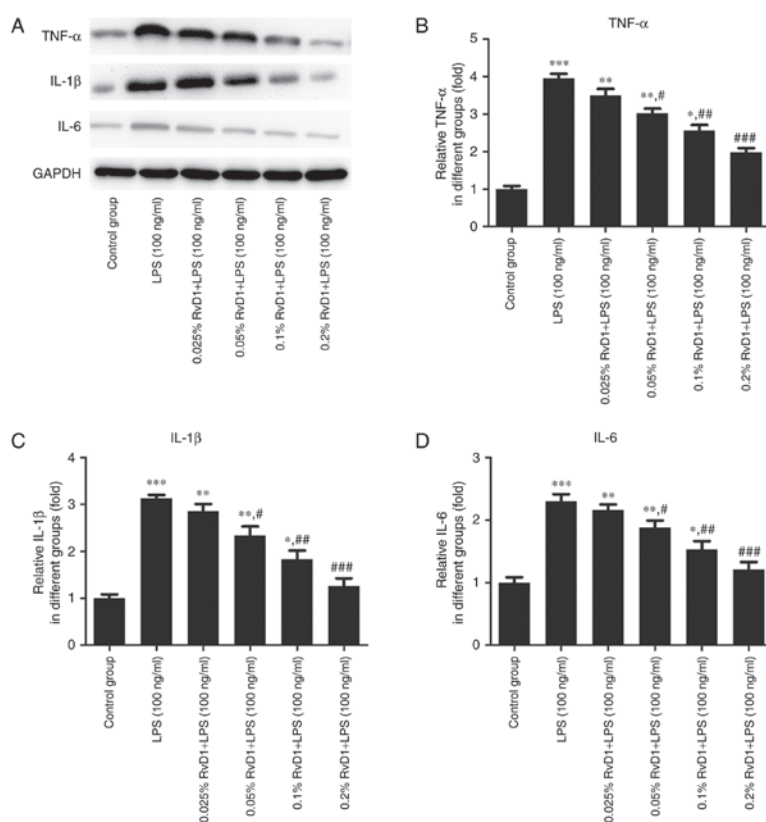 A
TNF-α
IL-1β
IL-6
GAPDH
Control group
LPS (100 ng/ml)
0.025% RvD1+LPS (100 ng/ml)
0.05% RvD1+LPS (100 ng/ml)
0.1% RvD1+LPS (100 ng/ml)
0.2% RvD1+LPS (100 ng/ml)
B
TNF-α
Relative TNF-α
in different groups (fold)
5
4
3
2
1
0
***
**
**,#
*,##
###
Control group
LPS (100 ng/ml)
0.025% RvD1+LPS (100 ng/ml)
0.05% RvD1+LPS (100 ng/ml)
0.1% RvD1+LPS (100 ng/ml)
0.2% RvD1+LPS (100 ng/ml)
C
IL-1β
Relative IL-1β
in different groups (fold)
4
3
2
1
0
***
**
**,#
*,##
###
Control group
LPS (100 ng/ml)
0.025% RvD1+LPS (100 ng/ml)
0.05% RvD1+LPS (100 ng/ml)
0.1% RvD1+LPS (100 ng/ml)
0.2% RvD1+LPS (100 ng/ml)
D
IL-6
Relative IL-6
in different groups (fold)
3
2
1
0
***
**
**,#
*,##
###
Control group
LPS (100 ng/ml)
0.025% RvD1+LPS (100 ng/ml)
0.05% RvD1+LPS (100 ng/ml)
0.1% RvD1+LPS (100 ng/ml)
0.2% RvD1+LPS (100 ng/ml)